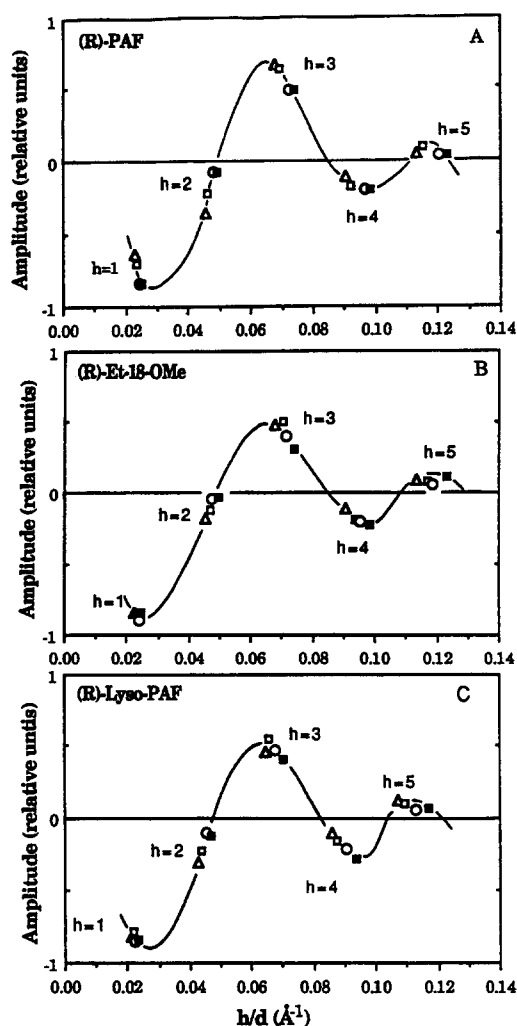 (R)-PAF
A
Amplitude (relative units)
1
0
-1
h=1
h=2
h=3
h=4
h=5
0.00 0.02 0.04 0.06 0.08 0.10 0.12 0.14
(R)-Et-18-OMe
B
Amplitude (relative units)
1
0
-1
h=1
h=2
h=3
h=4
h=5
0.00 0.02 0.04 0.06 0.08 0.10 0.12 0.14
(R)-Lyso-PAF
C
Amplitude (relative untis)
1
0
-1
h=1
h=2
h=3
h=4
h=5
0.00 0.02 0.04 0.06 0.08 0.10 0.12 0.14
h/d (Å-1)